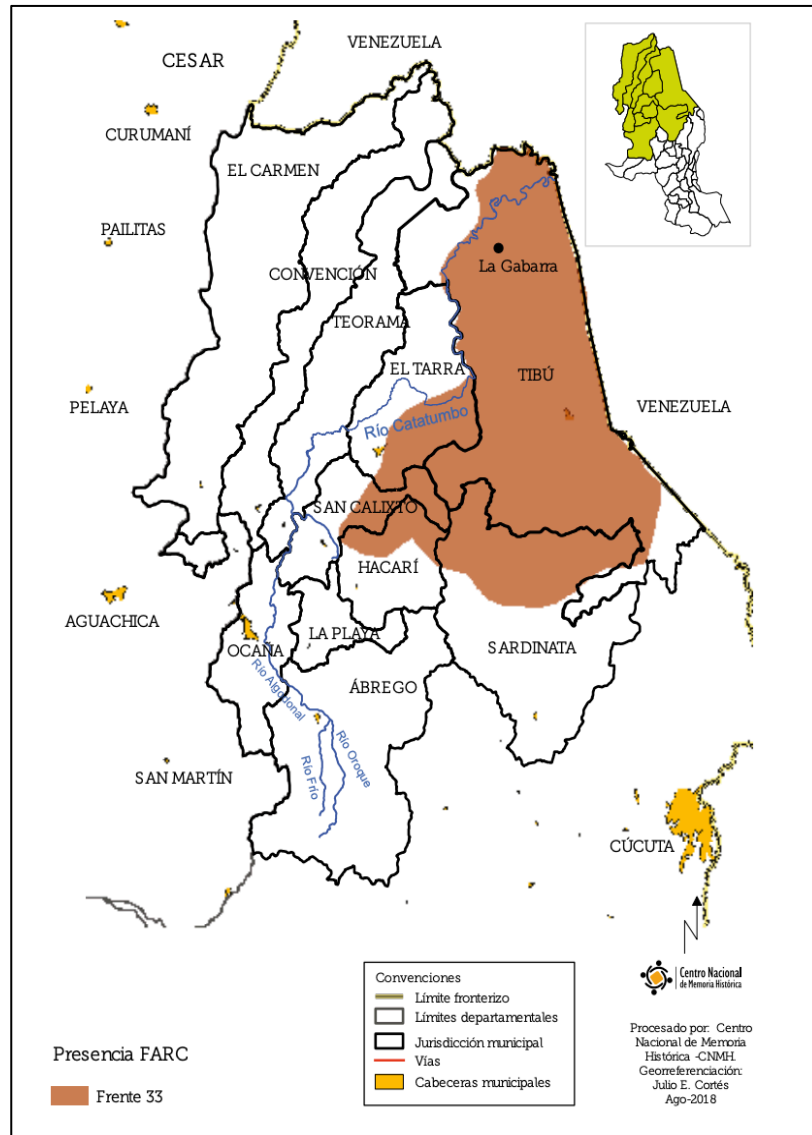 VENEZUELA
CESAR
CURUMANÍ
EL CARMEN
PAILITAS
La Gabarra
CONVENCIÓN
TEORAMA
EL TARRA
TIBÚ
PELAYA
VENEZUELA
Río Catatumbo
SAN CALIXTO
HACARÍ
AGUACHICA
LA PLAYA
OCAÑA
SARDINATA
ÁBREGO
Río Algodonal
Río Oroque
Río Frío
SAN MARTÍN
CÚCUTA
N
Convenciones
Límite fronterizo
Límites departamentales
Jurisdicción municipal
Vías
Cabeceras municipales
Centro Nacional
de Memoria Histórica
Procesado por: Centro
Nacional de Memoria
Histórica -CNMH.
Georreferenciación:
Julio E. Cortés
Ago-2018
Presencia FARC
Frente 33